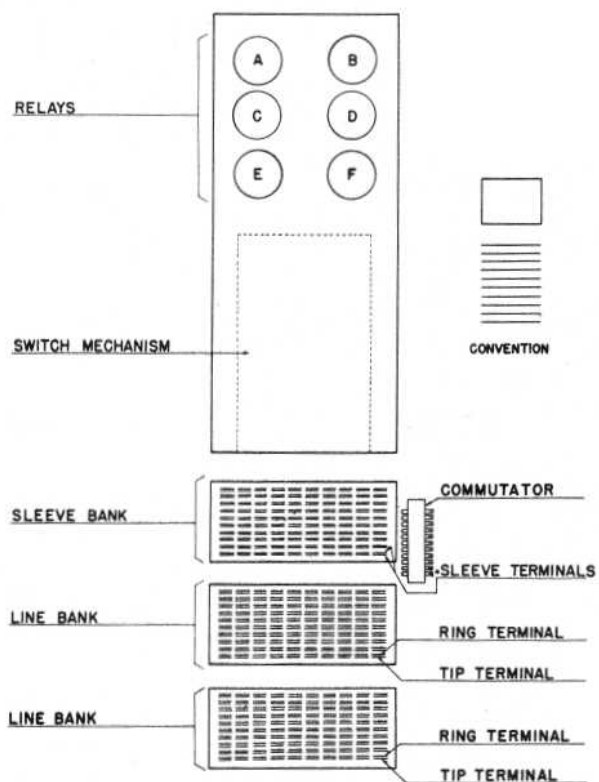 A
B
RELAYS
C
D
E
F
SWITCH MECHANISM
CONVENTION
COMMUTATOR
SLEEVE BANK
SLEEVE TERMINALS
LINE BANK
RING TERMINAL
TIP TERMINAL
LINE BANK
RING TERMINAL
TIP TERMINAL